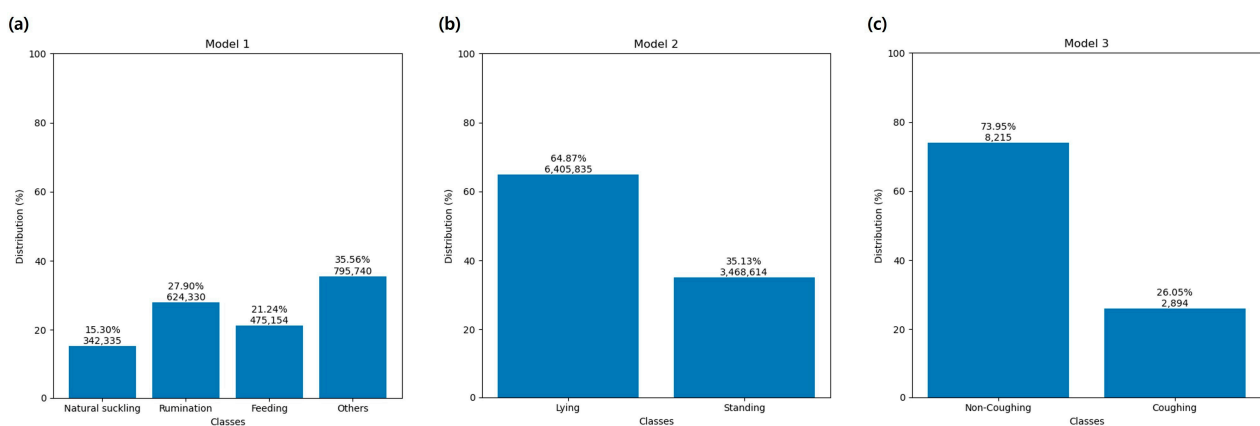 (a)
Model 1
Distribution (%)
100
80
60
40
20
0
15.30%
342,335
27.90%
624,330
21.24%
475,154
35.56%
795,740
Natural suckling
Rumination
Feeding
Others
Classes
(b)
Model 2
Distribution (%)
100
80
60
40
20
0
64.87%
6,405,835
35.13%
3,468,614
Lying
Standing
Classes
(c)
Model 3
Distribution (%)
100
80
60
40
20
0
73.95%
8,215
26.05%
2,894
Non-Coughing
Coughing
Classes